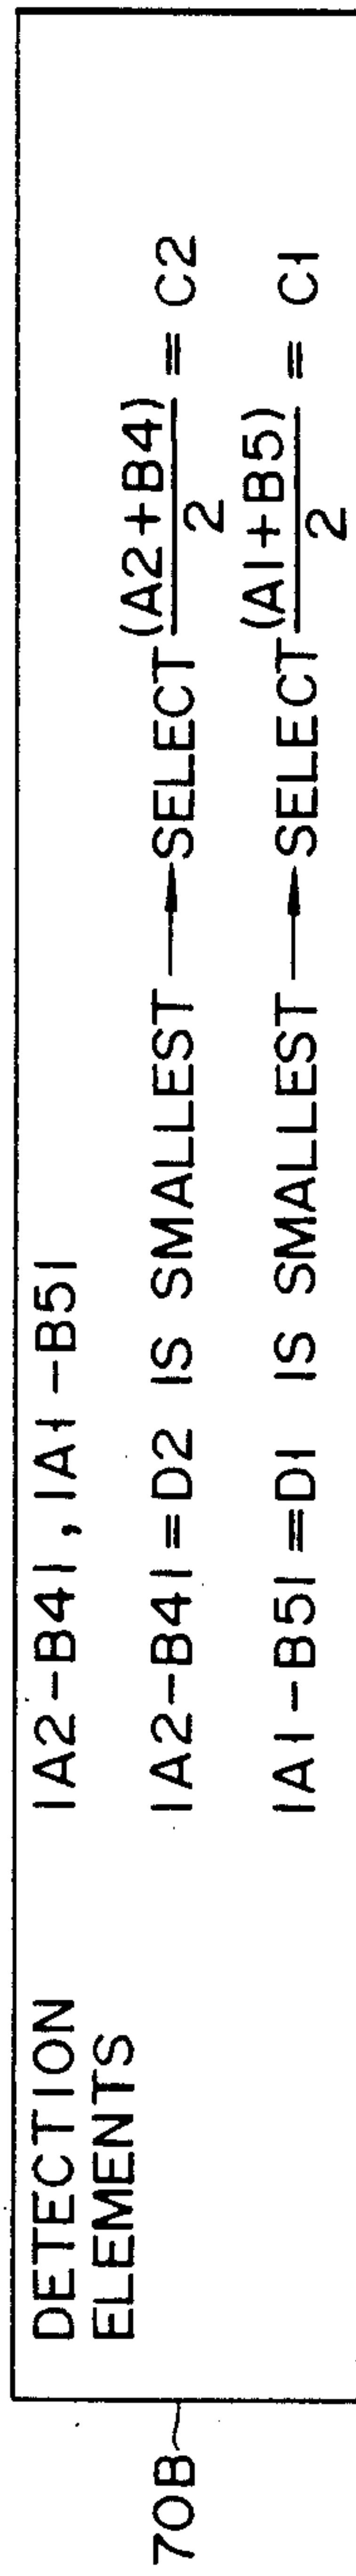 DETECTION ELEMENTS |A2-B4|, |A1-B5|
|A2-B4|=D2 IS SMALLEST → SELECT (A2+B4)/2 = C2
|A1-B5|=D1 IS SMALLEST → SELECT (A1+B5)/2 = C1
70B